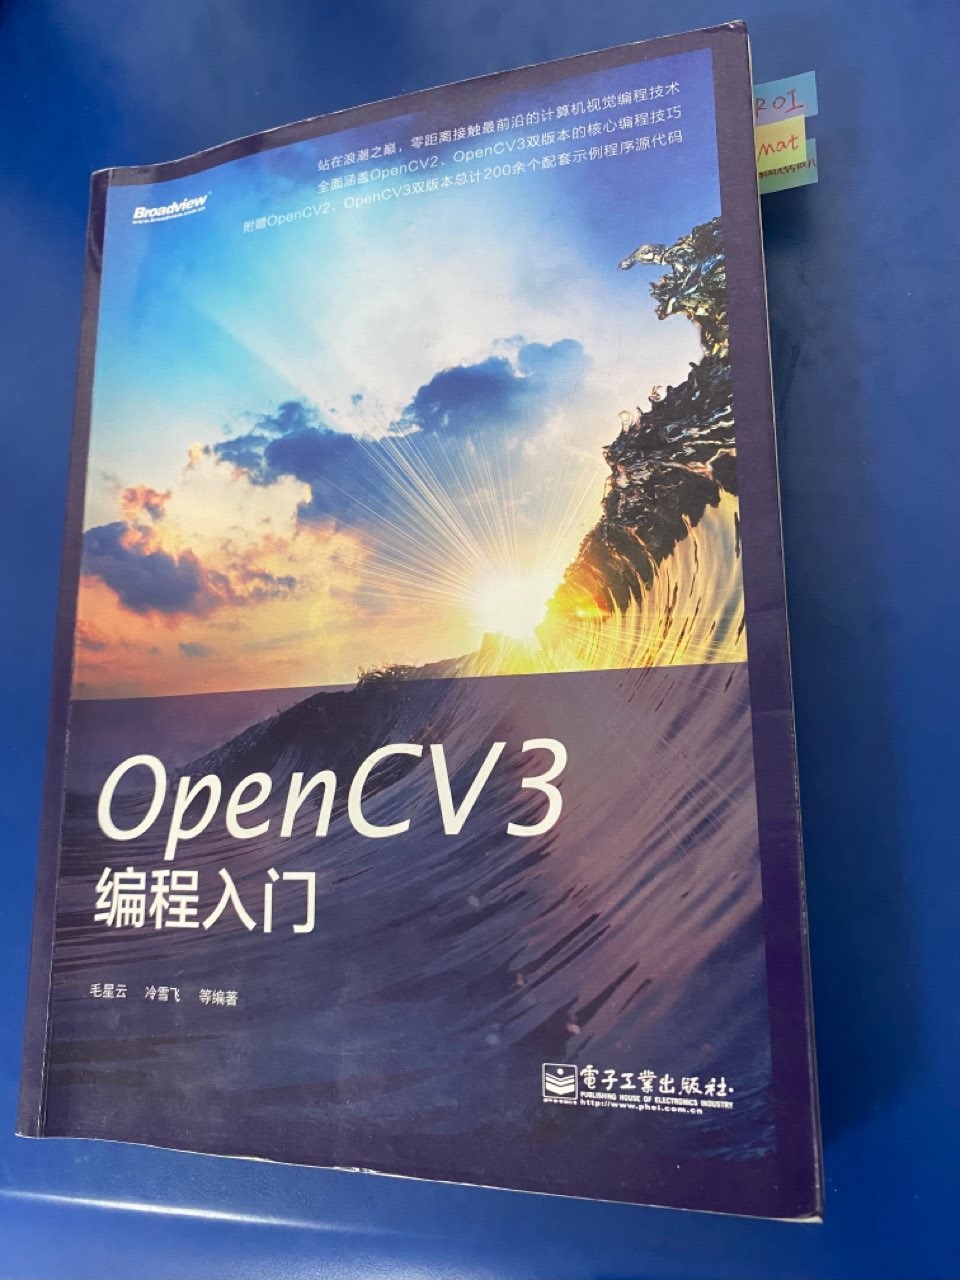 站在浪潮之巅，零距离接触最前沿的计算机视觉编程技术
全面涵盖OpenCV2、OpenCV3双版本的核心编程技巧
附赠OpenCV2、OpenCV3双版本总计200余个配套示例程序源代码
Broadview®
www.broadview.com.cn
ROI
Mat
OpenCV3
编程入门
毛星云 冷雪飞 等编著
電子工業出版社.
PUBLISHING HOUSE OF ELECTRONICS INDUSTRY
http://www.phei.com.cn